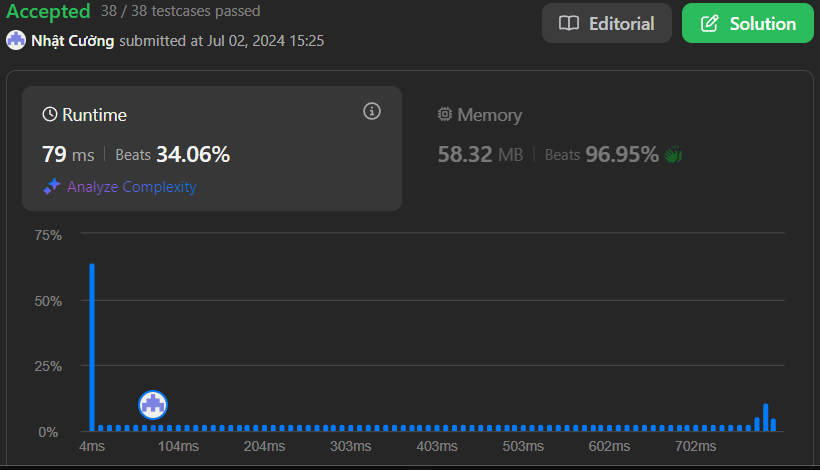 Accepted 38 / 38 testcases passed
Editorial
Solution
Nhật Cường submitted at Jul 02, 2024 15:25
Runtime
79 ms | Beats 34.06%
Analyze Complexity
Memory
58.32 MB | Beats 96.95%
75%
50%
25%
0%
4ms 104ms 204ms 303ms 403ms 503ms 602ms 702ms